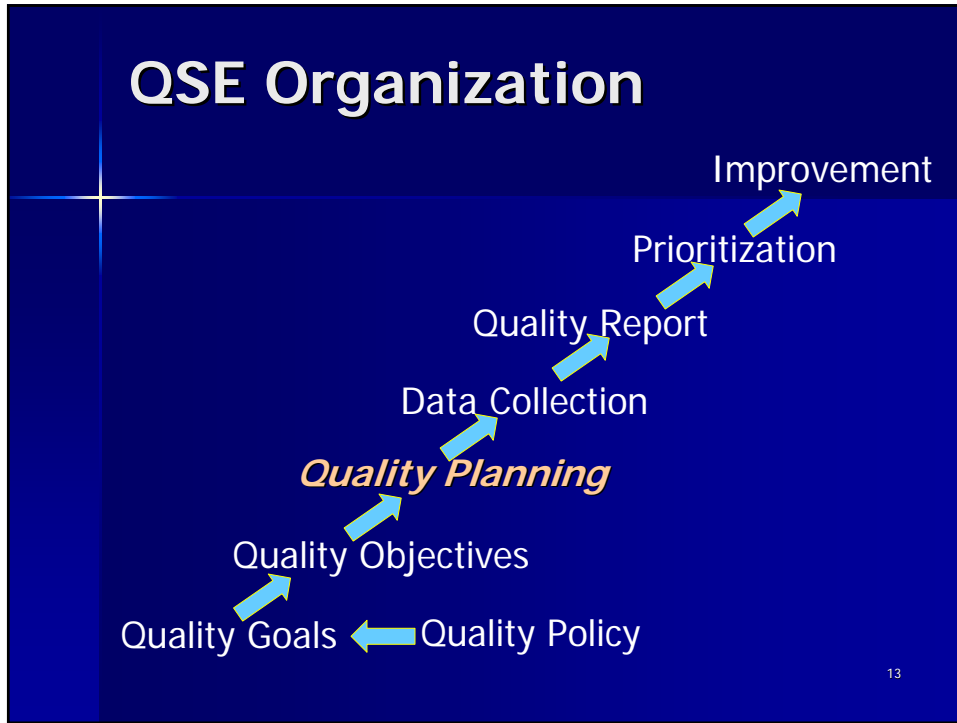 QSE Organization
Improvement
Prioritization
Quality Report
Data Collection
Quality Planning
Quality Objectives
Quality Goals
Quality Policy
13